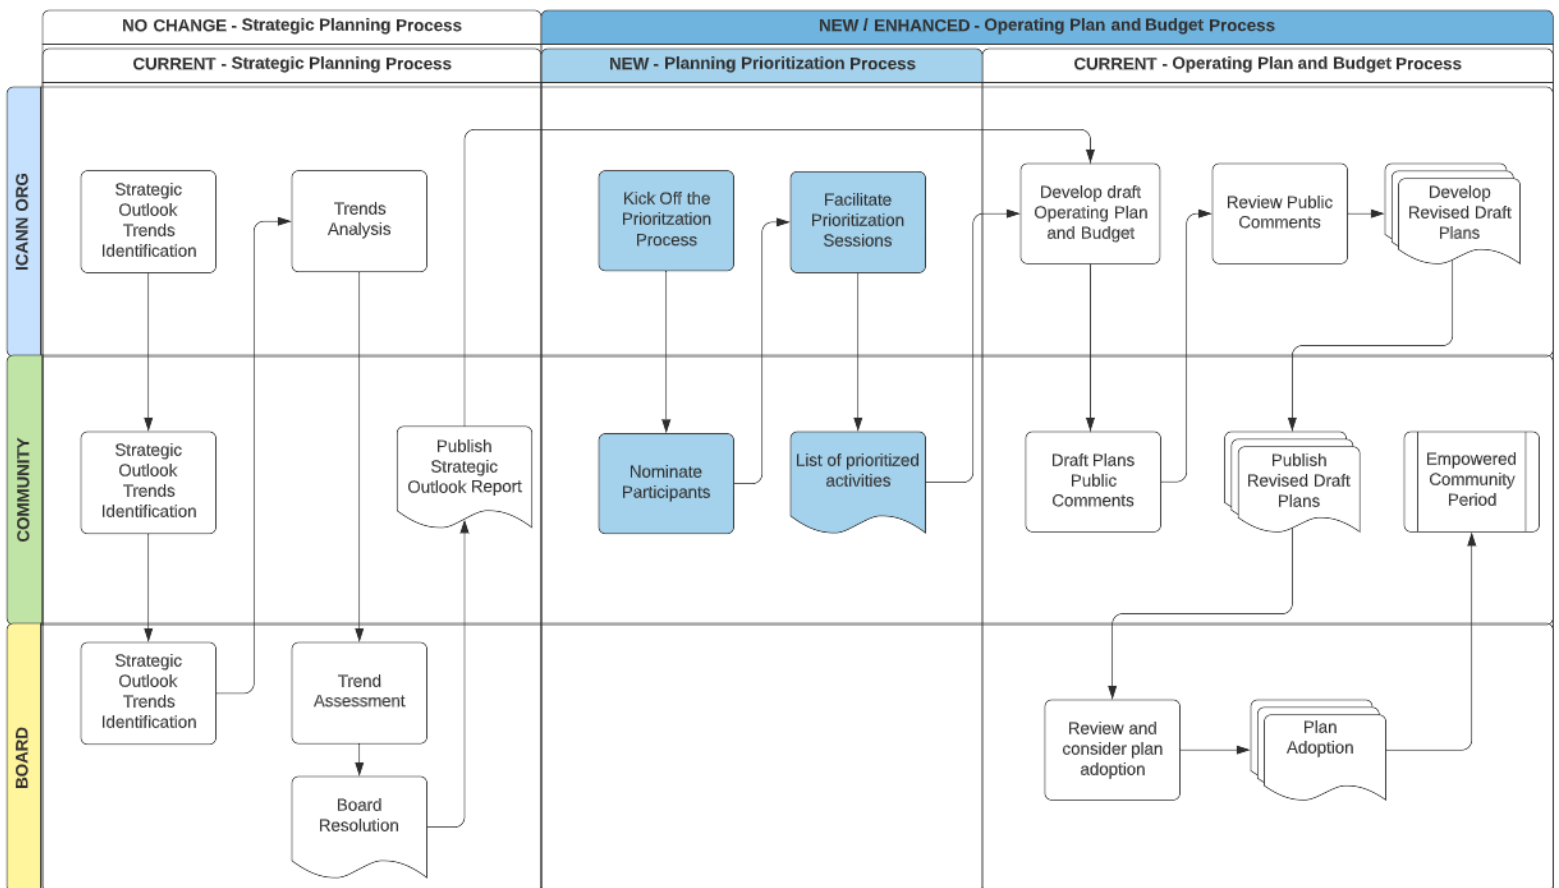 NO CHANGE - Strategic Planning Process
NEW / ENHANCED - Operating Plan and Budget Process
CURRENT - Strategic Planning Process
NEW - Planning Prioritization Process
CURRENT - Operating Plan and Budget Process
ICANN ORG
Strategic
Outlook
Trends
Identification
Trends
Analysis
Kick Off the
Prioritzation
Process
Facilitate
Prioritization
Sessions
Develop draft
Operating Plan
and Budget
Review Public
Comments
Develop
Revised Draft
Plans
COMMUNITY
Strategic
Outlook
Trends
Identification
Publish
Strategic
Outlook Report
Nominate
Participants
List of prioritized
activities
Draft Plans
Public
Comments
Publish
Revised Draft
Plans
Empowered
Community
Period
BOARD
Strategic
Outlook
Trends
Identification
Trend
Assessment
Board
Resolution
Review and
consider plan
adoption
Plan
Adoption